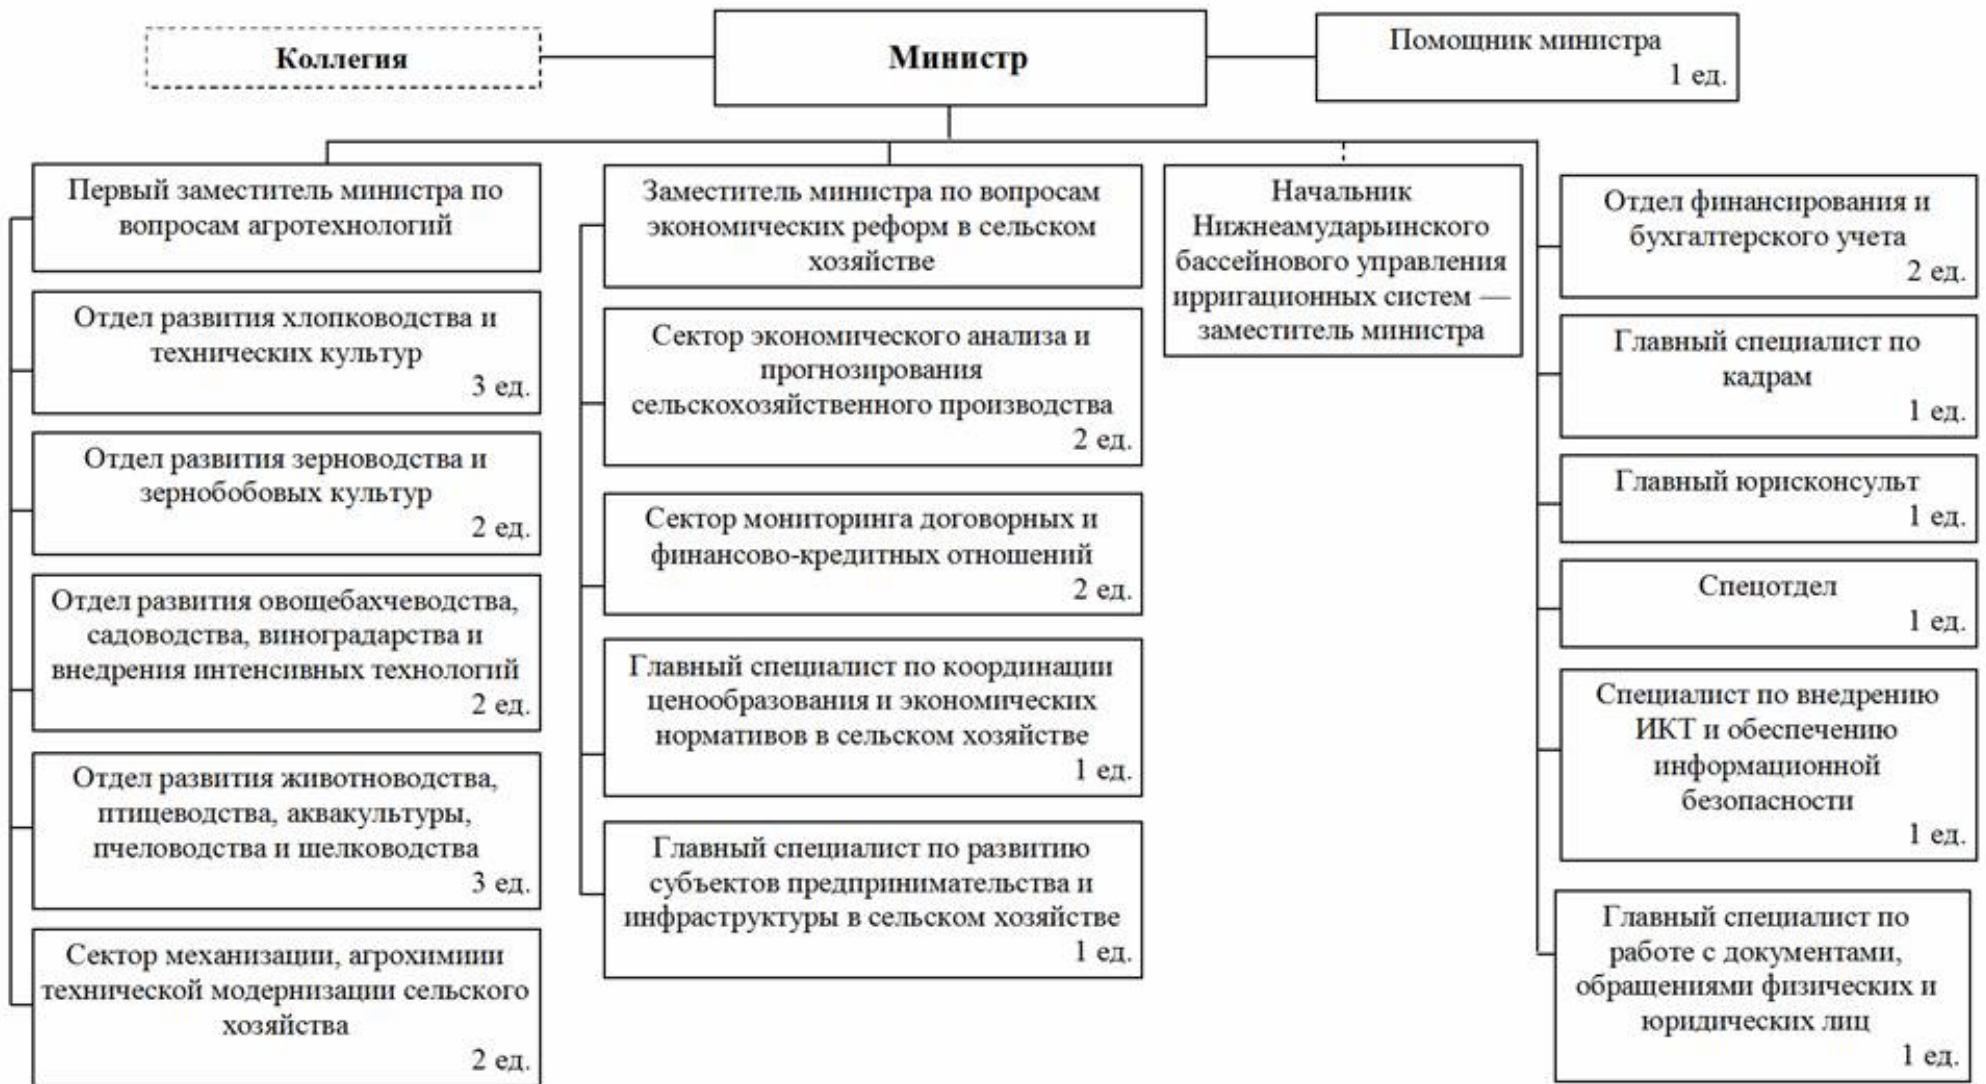 Коллегия
Министр
Помощник министра
1 ед.
Первый заместитель министра по
вопросам агротехнологий
Отдел развития хлопководства и
технических культур
3 ед.
Отдел развития зерноводства и
зернобобовых культур
2 ед.
Отдел развития овощебахчеводства,
садоводства, виноградарства и
внедрения интенсивных технологий
2 ед.
Отдел развития животноводства,
птицеводства, аквакультуры,
пчеловодства и шелководства
3 ед.
Сектор механизации, агрохимиии
технической модернизации сельского
хозяйства
2 ед.
Заместитель министра по вопросам
экономических реформ в сельском
хозяйстве
Сектор экономического анализа и
прогнозирования
сельскохозяйственного производства
2 ед.
Сектор мониторинга договорных и
финансово-кредитных отношений
2 ед.
Главный специалист по координации
ценообразования и экономических
нормативов в сельском хозяйстве
1 ед.
Главный специалист по развитию
субъектов предпринимательства и
инфраструктуры в сельском хозяйстве
1 ед.
Начальник
Нижнеамударьинского
бассейнового управления
ирригационных систем —
заместитель министра
Отдел финансирования и
бухгалтерского учета
2 ед.
Главный специалист по
кадрам
1 ед.
Главный юрисконсульт
1 ед.
Спецотдел
1 ед.
Специалист по внедрению
ИКТ и обеспечению
информационной
безопасности
1 ед.
Главный специалист по
работе с документами,
обращениями физических и
юридических лиц
1 ед.